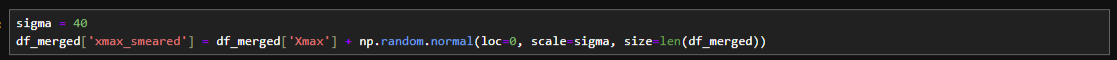 sigma = 40
df_merged['xmax_smeared'] = df_merged['Xmax'] + np.random.normal(loc=0, scale=sigma, size=len(df_merged))